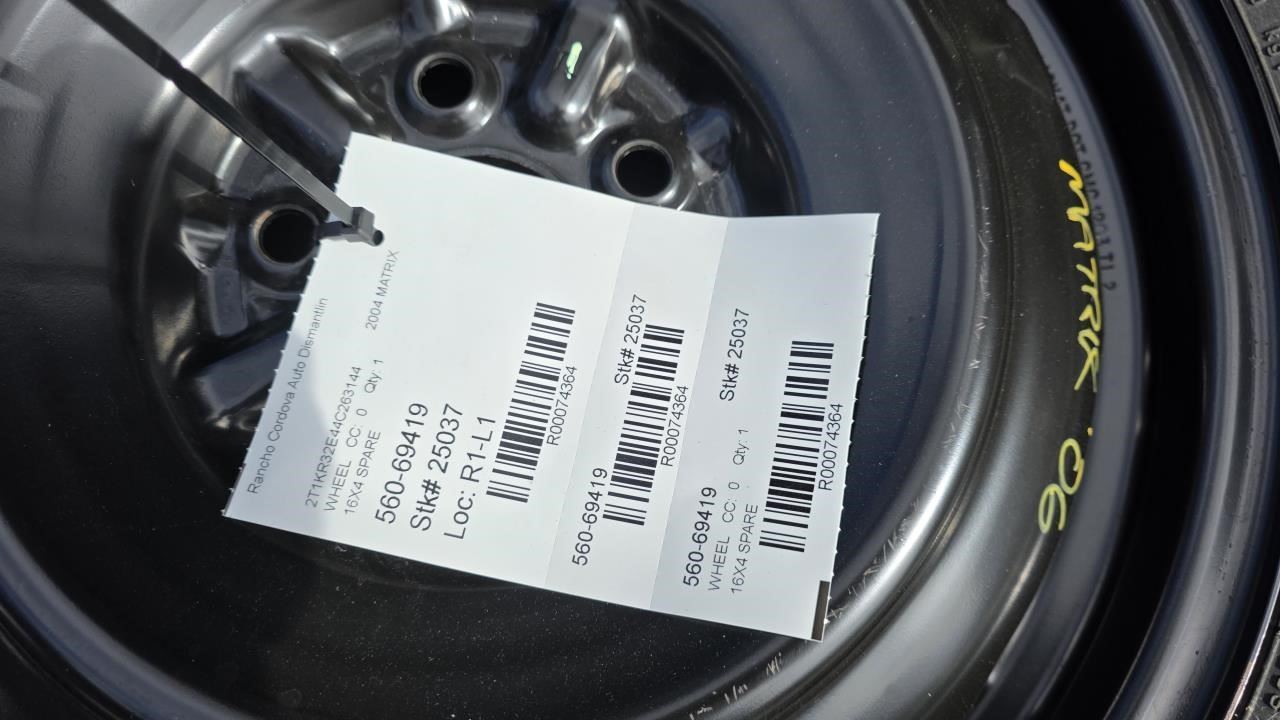 Rancho Cordova Auto Dismantlin
2T1KR32E44C263144
WHEEL CC: 0 Qty: 1 2004 MATRIX
16X4 SPARE
560-69419
Stk# 25037
Loc: R1-L1
R00074364
560-69419 Stk# 25037
R00074364
560-69419 Stk# 25037
WHEEL CC: 0 Qty: 1
16X4 SPARE
R00074364
MATRIX '06